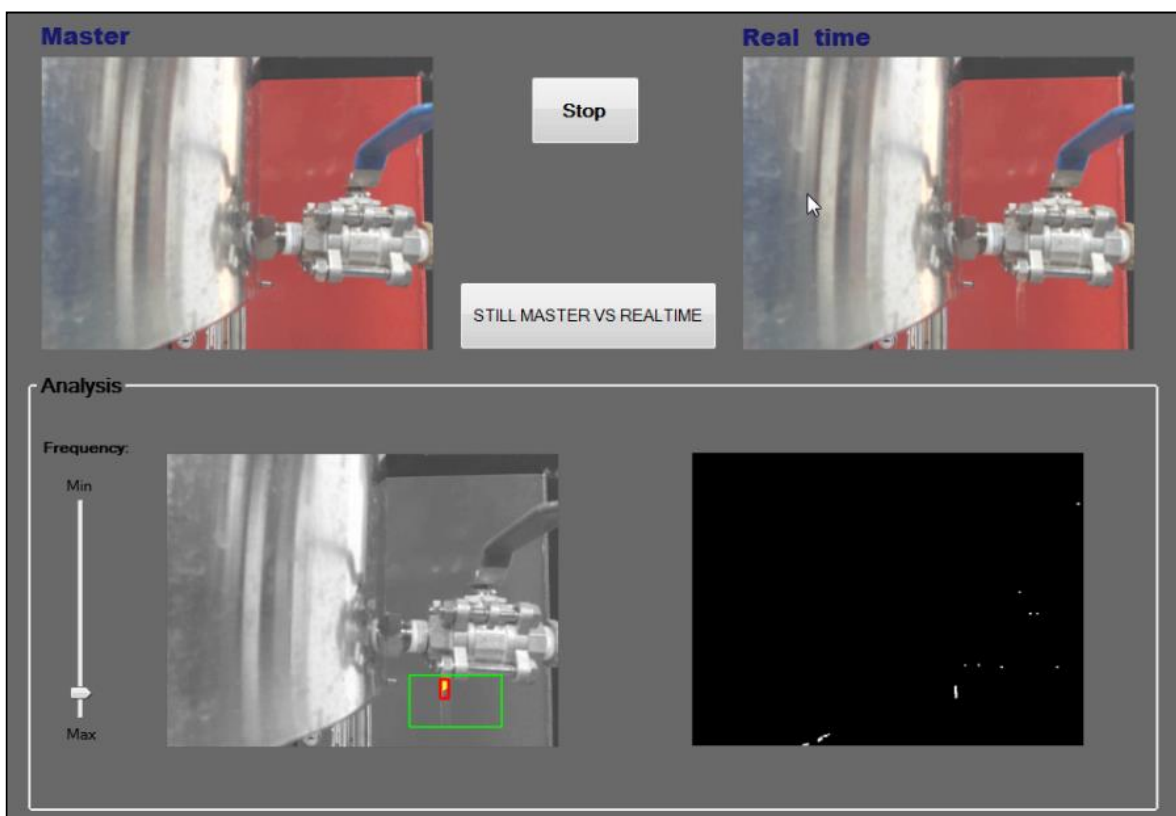 Master
Real time
Stop
STILL MASTER VS REALTIME
Analysis
Frequency:
Min
Max